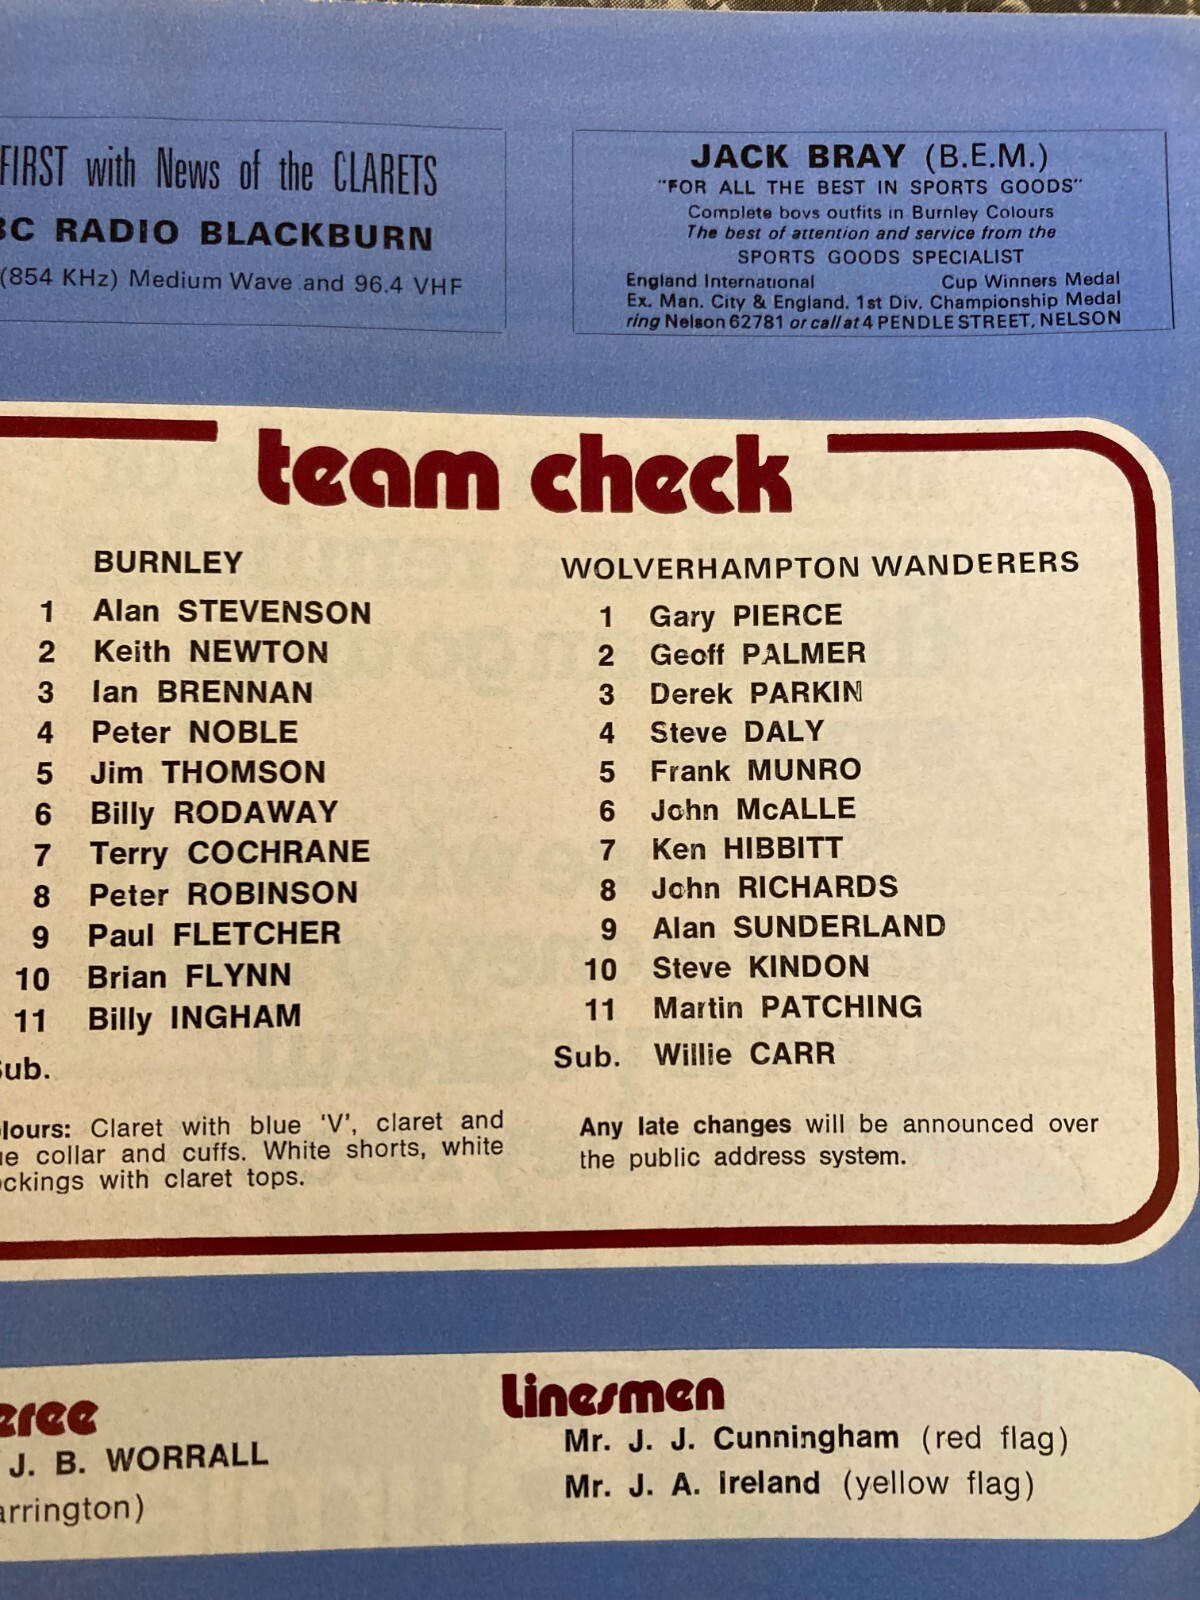 FIRST with News of the CLARETS
BC RADIO BLACKBURN
(854 KHz) Medium Wave and 96.4 VHF
JACK BRAY (B.E.M.)
"FOR ALL THE BEST IN SPORTS GOODS"
Complete boys outfits in Burnley Colours
The best of attention and service from the
SPORTS GOODS SPECIALIST
England International Cup Winners Medal
Ex. Man. City & England. 1st Div. Championship Medal
ring Nelson 62781 or call at 4 PENDLE STREET, NELSON
team check
BURNLEY
1 Alan STEVENSON
2 Keith NEWTON
3 Ian BRENNAN
4 Peter NOBLE
5 Jim THOMSON
6 Billy RODAWAY
7 Terry COCHRANE
8 Peter ROBINSON
9 Paul FLETCHER
10 Brian FLYNN
11 Billy INGHAM
Sub.
lours: Claret with blue 'V', claret and
ue collar and cuffs. White shorts, white
ockings with claret tops.
WOLVERHAMPTON WANDERERS
1 Gary PIERCE
2 Geoff PALMER
3 Derek PARKIN
4 Steve DALY
5 Frank MUNRO
6 John McALLE
7 Ken HIBBITT
8 John RICHARDS
9 Alan SUNDERLAND
10 Steve KINDON
11 Martin PATCHING
Sub. Willie CARR
Any late changes will be announced over
the public address system.
eree
J. B. WORRALL
arrington)
Linesmen
Mr. J. J. Cunningham (red flag)
Mr. J. A. Ireland (yellow flag)